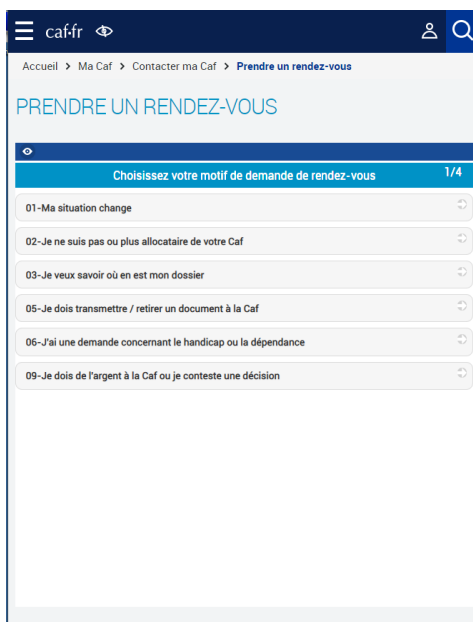 caf.fr
Accueil > Ma Caf > Contacter ma Caf > Prendre un rendez-vous
PRENDRE UN RENDEZ-VOUS
Choisissez votre motif de demande de rendez-vous 1/4
01-Ma situation change
02-Je ne suis pas ou plus allocataire de votre Caf
03-Je veux savoir où en est mon dossier
05-Je dois transmettre / retirer un document à la Caf
06-J'ai une demande concernant le handicap ou la dépendance
09-Je dois de l'argent à la Caf ou je conteste une décision